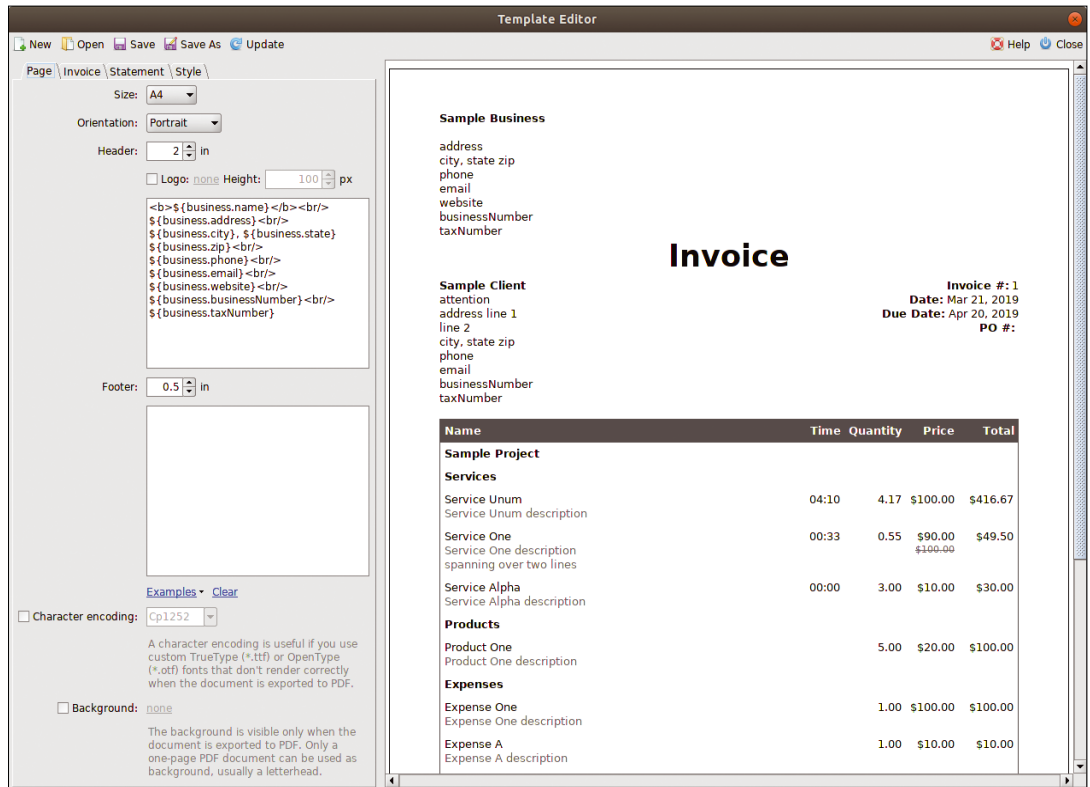 Template Editor
New Open Save Save As Update Help Close
Page Invoice Statement Style
Size: A4
Orientation: Portrait
Header: 2 in
Logo: none Height: 100 px
<b>${business.name}</b><br/>
${business.address}<br/>
${business.city}, ${business.state}
${business.zip}<br/>
${business.phone}<br/>
${business.email}<br/>
${business.website}<br/>
${business.businessNumber}<br/>
${business.taxNumber}
Footer: 0.5 in
Examples Clear
Character encoding: Cp1252
A character encoding is useful if you use
custom TrueType (*.ttf) or OpenType
(*.otf) fonts that don't render correctly
when the document is exported to PDF.
Background: none
The background is visible only when the
document is exported to PDF. Only a
one-page PDF document can be used as
background, usually a letterhead.
Sample Business
address
city, state zip
phone
email
website
businessNumber
taxNumber
Invoice
Sample Client
attention
address line 1
line 2
city, state zip
phone
email
businessNumber
taxNumber
Invoice #: 1
Date: Mar 21, 2019
Due Date: Apr 20, 2019
PO #:
Name Time Quantity Price Total
Sample Project
Services
Service Unum 04:10 4.17 $100.00 $416.67
Service Unum description
Service One 00:33 0.55 $90.00 $49.50
Service One description $100.00
spanning over two lines
Service Alpha 00:00 3.00 $10.00 $30.00
Service Alpha description
Products
Product One 5.00 $20.00 $100.00
Product One description
Expenses
Expense One 1.00 $100.00 $100.00
Expense One description
Expense A 1.00 $10.00 $10.00
Expense A description